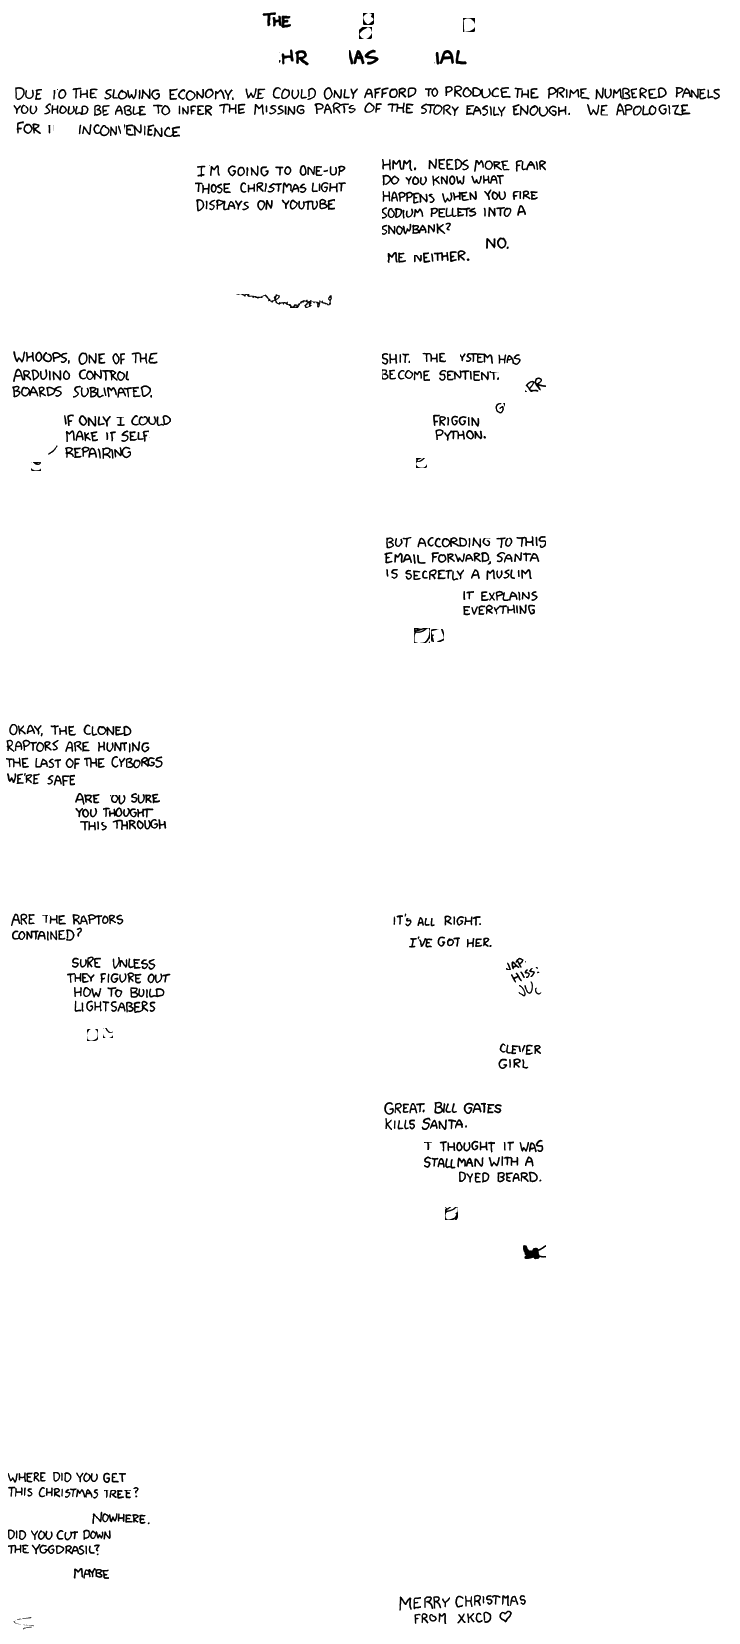 THE
HR IAS IAL
DUE TO THE SLOWING ECONOMY, WE COULD ONLY AFFORD TO PRODUCE THE PRIME NUMBERED PANELS
YOU SHOULD BE ABLE TO INFER THE MISSING PARTS OF THE STORY EASILY ENOUGH. WE APOLOGIZE
FOR INCONVENIENCE
I'M GOING TO ONE-UP
THOSE CHRISTMAS LIGHT
DISPLAYS ON YOUTUBE
HMM. NEEDS MORE FLAIR
DO YOU KNOW WHAT
HAPPENS WHEN YOU FIRE
SODIUM PELLETS INTO A
SNOWBANK?
NO.
ME NEITHER.
WHOOPS, ONE OF THE
ARDUINO CONTROL
BOARDS SUBLIMATED.
IF ONLY I COULD
MAKE IT SELF
REPAIRING
SHIT. THE YSTEM HAS
BECOME SENTIENT.
RR
G
FRIGGIN
PYTHON.
BUT ACCORDING TO THIS
EMAIL FORWARD, SANTA
IS SECRETLY A MUSLIM
IT EXPLAINS
EVERYTHING
OKAY, THE CLONED
RAPTORS ARE HUNTING
THE LAST OF THE CYBORGS
WE'RE SAFE
ARE OU SURE
YOU THOUGHT
THIS THROUGH
ARE THE RAPTORS
CONTAINED?
SURE UNLESS
THEY FIGURE OUT
HOW TO BUILD
LIGHTSABERS
IT'S ALL RIGHT.
I'VE GOT HER.
HISS
CLEVER
GIRL
GREAT. BILL GATES
KILLS SANTA.
I THOUGHT IT WAS
STALLMAN WITH A
DYED BEARD.
WHERE DID YOU GET
THIS CHRISTMAS TREE?
NOWHERE.
DID YOU CUT DOWN
THE YGGDRASIL?
MAYBE
MERRY CHRISTMAS
FROM XKCD ♡